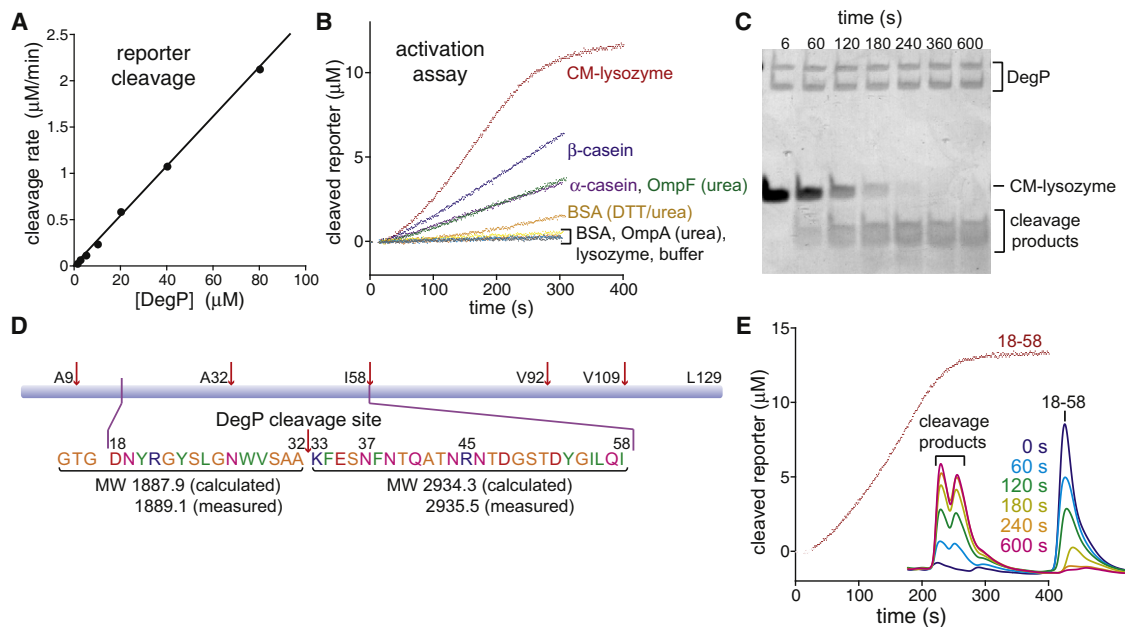 A
reporter
cleavage
cleavage rate (μM/min)
2.5
2
1.5
1
0.5
0
0 20 40 60 80 100
[DegP] (μM)
B
activation
assay
cleaved reporter (μM)
10
5
0
CM-lysozyme
β-casein
α-casein, OmpF (urea)
BSA (DTT/urea)
BSA, OmpA (urea),
lysozyme, buffer
0 100 200 300 400
time (s)
C
time (s)
6 60 120 180 240 360 600
DegP
CM-lysozyme
cleavage
products
D
A9 A32 I58 V92 V109 L129
DegP cleavage site
18 32 33 37 45 58
GTG DNYRGYSLGNWVSAA KFESNFNTQATNRNTDGSTDYGILQI
MW 1887.9 (calculated) MW 2934.3 (calculated)
1889.1 (measured) 2935.5 (measured)
E
cleaved reporter (μM)
15
10
5
0
18-58
cleavage
products
18-58
0 s
60 s
120 s
180 s
240 s
600 s
0 100 200 300 400
time (s)